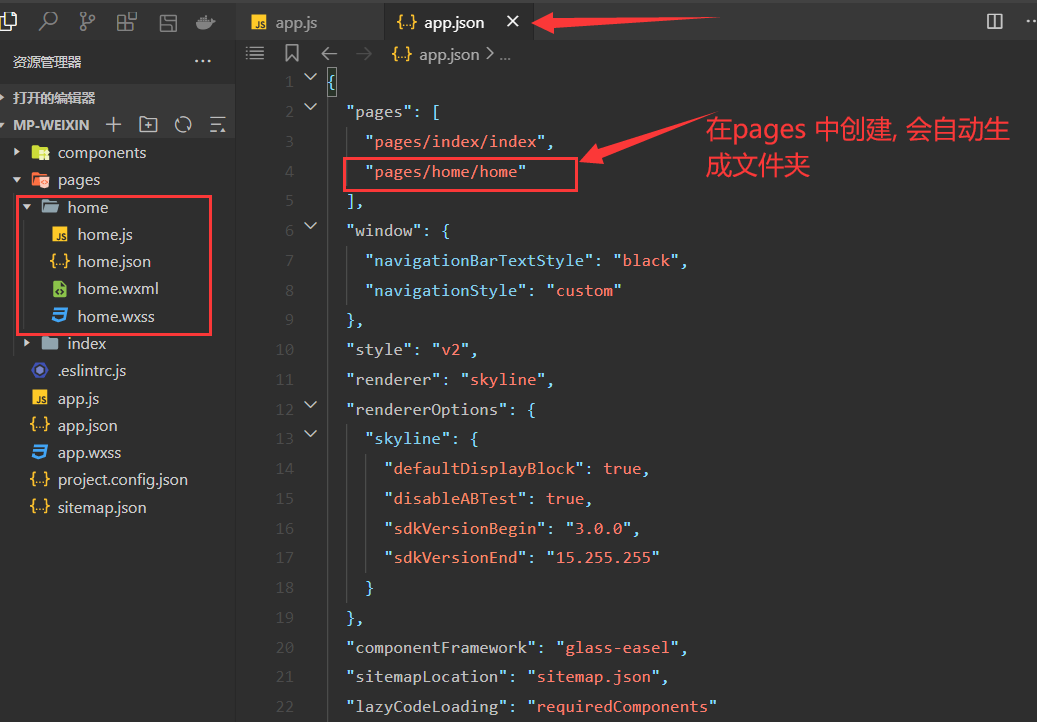 app.js
app.json
资源管理器
app.json > ...
打开的编辑器
MP-WEIXIN
components
pages
home
home.js
home.json
home.wxml
home.wxss
index
.eslintrc.js
app.js
app.json
app.wxss
project.config.json
sitemap.json
1 {
2 "pages": [
3 "pages/index/index",
4 "pages/home/home"
5 ],
6 "window": {
7 "navigationBarTextStyle": "black",
8 "navigationStyle": "custom"
9 },
10 "style": "v2",
11 "renderer": "skyline",
12 "rendererOptions": {
13 "skyline": {
14 "defaultDisplayBlock": true,
15 "disableABTest": true,
16 "sdkVersionBegin": "3.0.0",
17 "sdkVersionEnd": "15.255.255"
18 }
19 },
20 "componentFramework": "glass-easel",
21 "sitemapLocation": "sitemap.json",
22 "lazyCodeLoading": "requiredComponents"
在pages 中创建, 会自动生
成文件夹